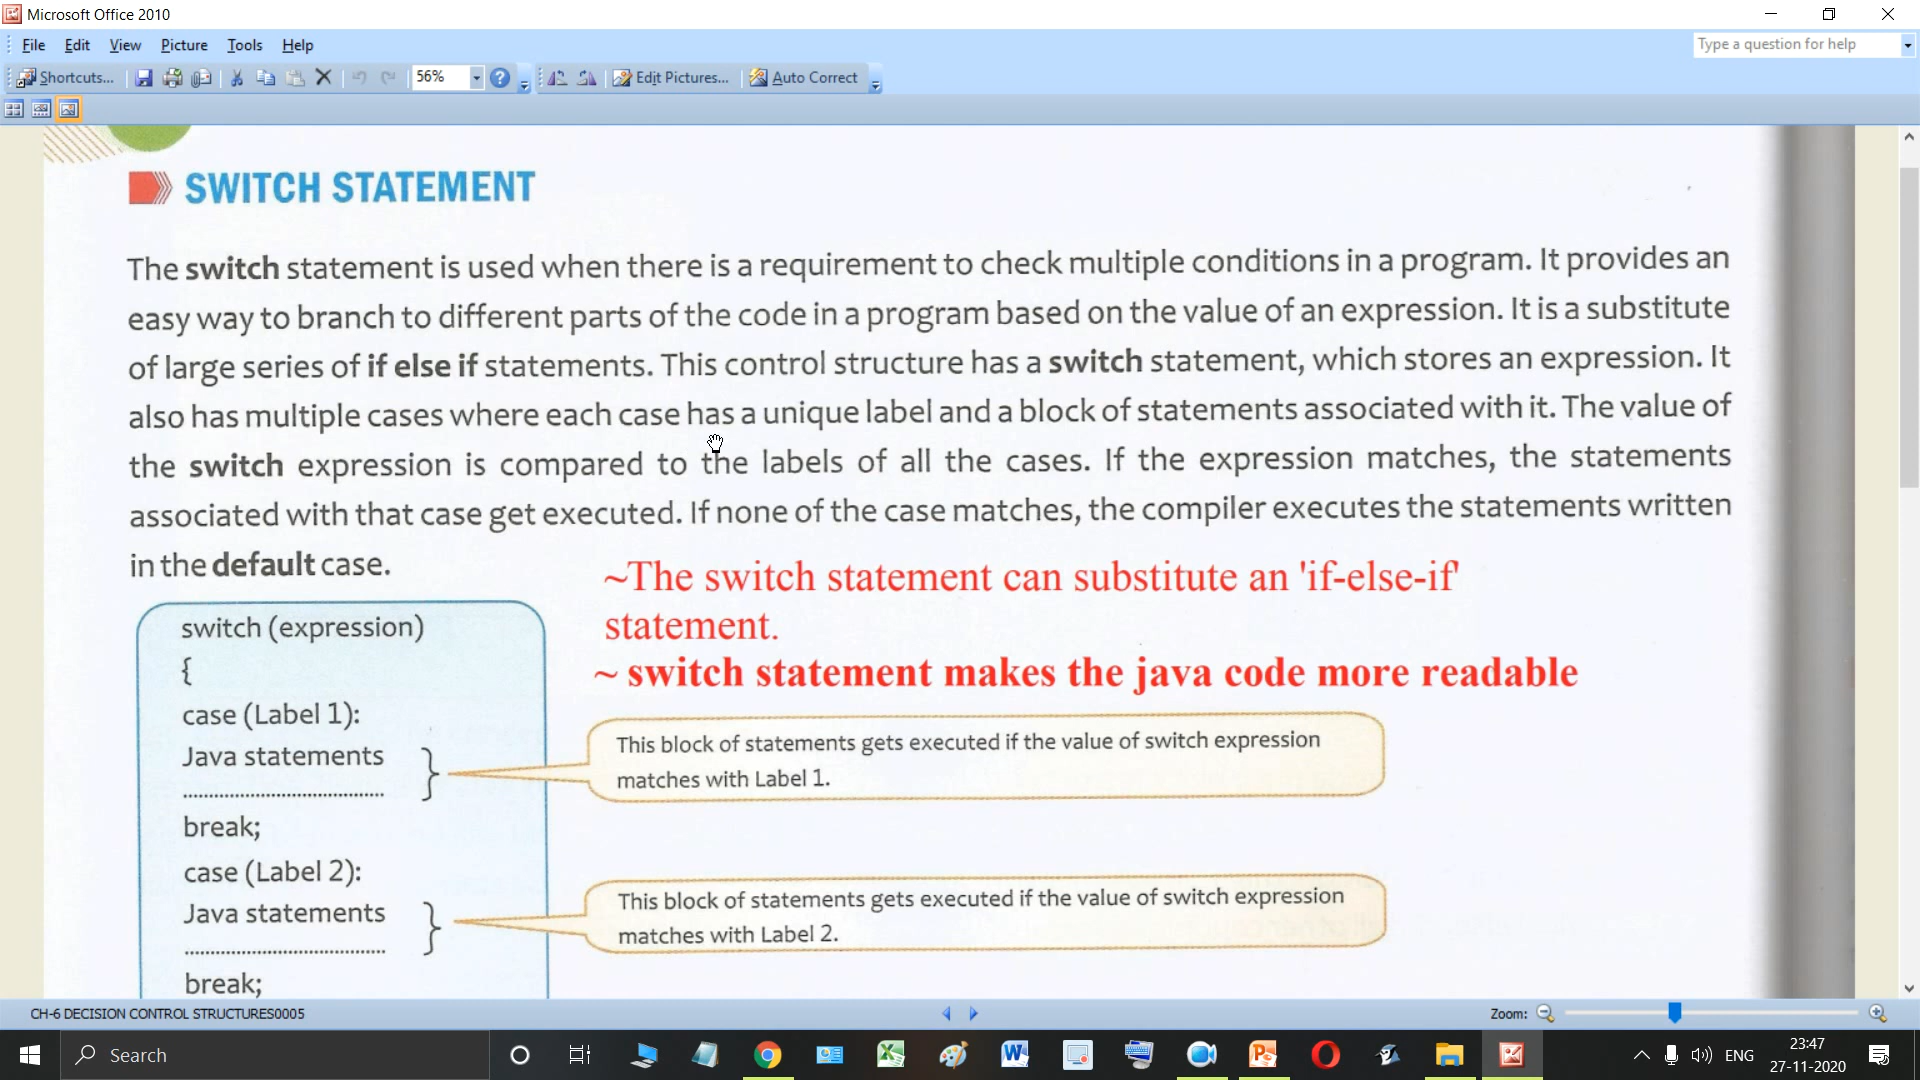 Microsoft Office 2010
File Edit View Picture Tools Help
Type a question for help
Shortcuts... 56% Edit Pictures... Auto Correct
SWITCH STATEMENT
The switch statement is used when there is a requirement to check multiple conditions in a program. It provides an
easy way to branch to different parts of the code in a program based on the value of an expression. It is a substitute
of large series of if else if statements. This control structure has a switch statement, which stores an expression. It
also has multiple cases where each case has a unique label and a block of statements associated with it. The value of
the switch expression is compared to the labels of all the cases. If the expression matches, the statements
associated with that case get executed. If none of the case matches, the compiler executes the statements written
in the default case.
~The switch statement can substitute an 'if-else-if'
statement.
~ switch statement makes the java code more readable
switch (expression)
{
case (Label 1):
Java statements
........................................
break;
case (Label 2):
Java statements
........................................
break;
This block of statements gets executed if the value of switch expression
matches with Label 1.
This block of statements gets executed if the value of switch expression
matches with Label 2.
CH-6 DECISION CONTROL STRUCTURES0005
Zoom:
Search
ENG
23:47
27-11-2020